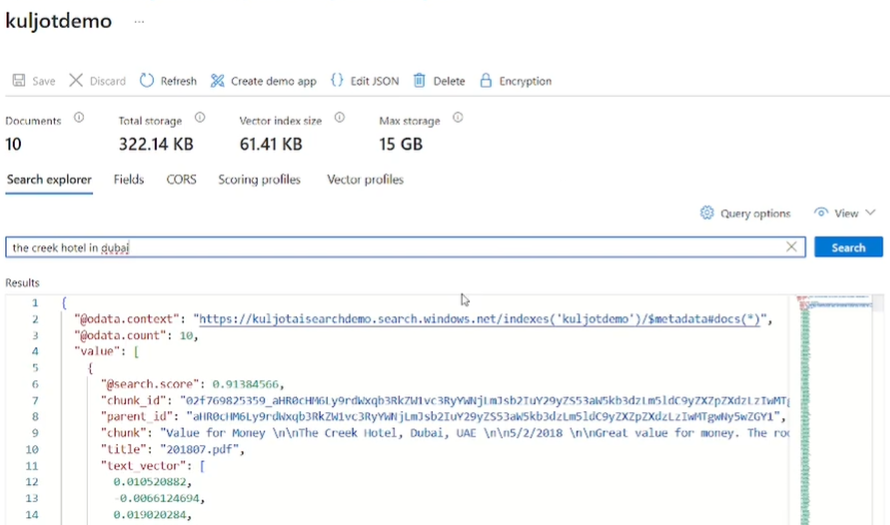 kuljotdemo ...
Save Discard Refresh Create demo app Edit JSON Delete Encryption
Documents Total storage Vector index size Max storage
10 322.14 KB 61.41 KB 15 GB
Search explorer Fields CORS Scoring profiles Vector profiles
Query options View
the creek hotel in dubai Search
Results
1 {
2 "@odata.context": "https://kuljotaisearchdemo.search.windows.net/indexes('kuljotdemo')/$metadata#docs(*)",
3 "@odata.count": 10,
4 "value": [
5 {
6 "@search.score": 0.91384566,
7 "chunk_id":
8 "parent_id":
9 "chunk": "Value for Money \n\nThe Creek Hotel, Dubai, UAE \n\n5/2/2018 \n\nGreat value for money. The
10 "title": "201807.pdf",
11 "text_vector": [
12 0.010520882,
13 -0.0066124694,
14 0.019020284,